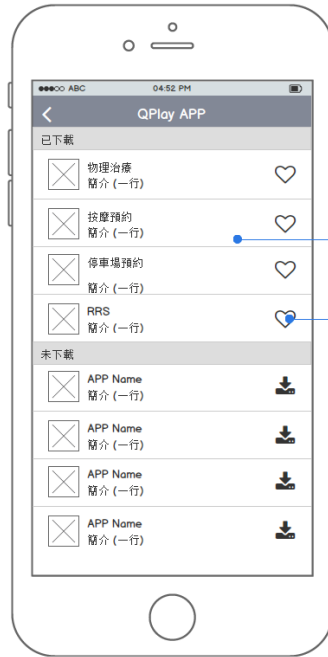 ABC 04:52 PM
QPlay APP
已下載
物理治療
簡介 (一行)
按摩預約
簡介 (一行)
停車場預約
簡介 (一行)
RRS
簡介 (一行)
未下載
APP Name
簡介 (一行)
APP Name
簡介 (一行)
APP Name
簡介 (一行)
APP Name
簡介 (一行)